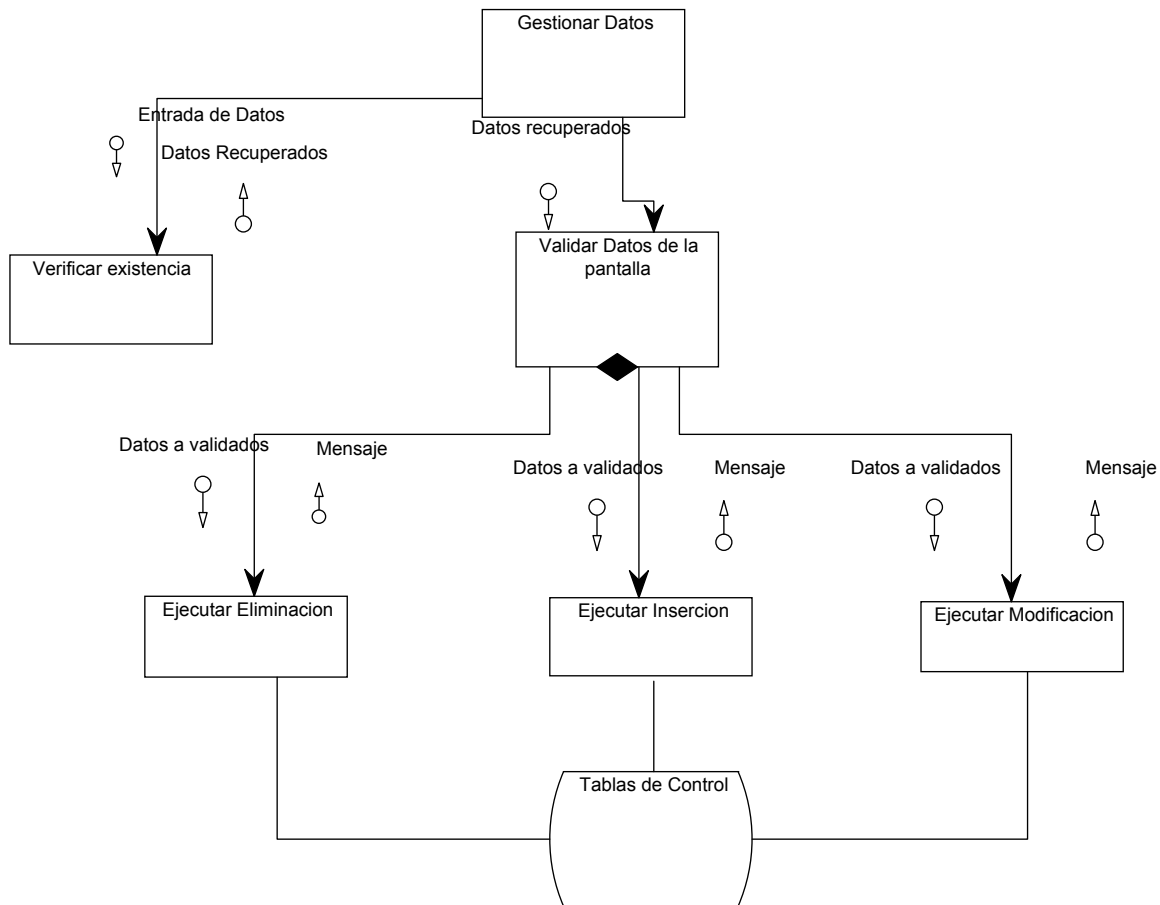 Gestionar Datos
Entrada de Datos
Datos recuperados
Datos Recuperados
Verificar existencia
Validar Datos de la
pantalla
Datos a validados
Mensaje
Datos a validados
Mensaje
Datos a validados
Mensaje
Ejecutar Eliminacion
Ejecutar Insercion
Ejecutar Modificacion
Tablas de Control